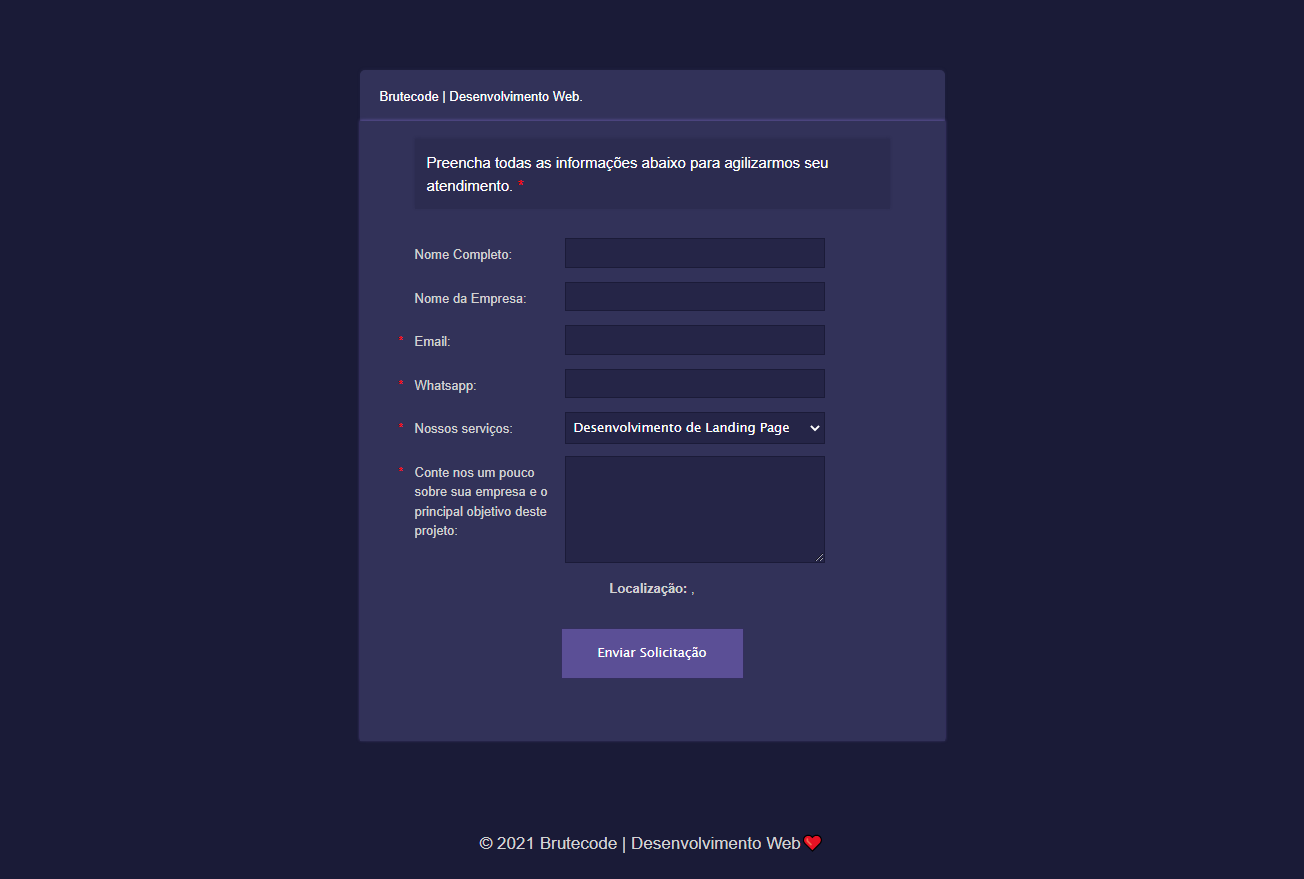 Brutecode | Desenvolvimento Web.
Preencha todas as informações abaixo para agilizarmos seu
atendimento. *
Nome Completo:
Nome da Empresa:
* Email:
* Whatsapp:
* Nossos serviços: Desenvolvimento de Landing Page
* Conte nos um pouco
sobre sua empresa e o
principal objetivo deste
projeto:
Localização: ,
Enviar Solicitação
© 2021 Brutecode | Desenvolvimento Web